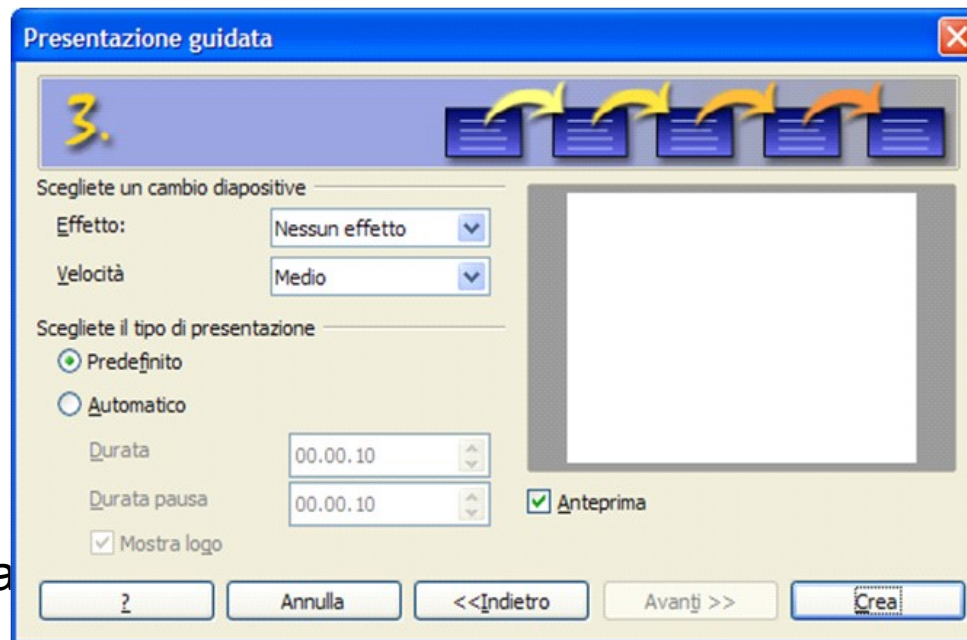 Presentazione guidata
3.
Scegliete un cambio diapositive
Effetto: Nessun effetto
Velocità Medio
Scegliete il tipo di presentazione
Predefinito
Automatico
Durata 00.00.10
Durata pausa 00.00.10
Anteprima
Mostra logo
a
? Annulla <<Indietro Avanti >> Crea